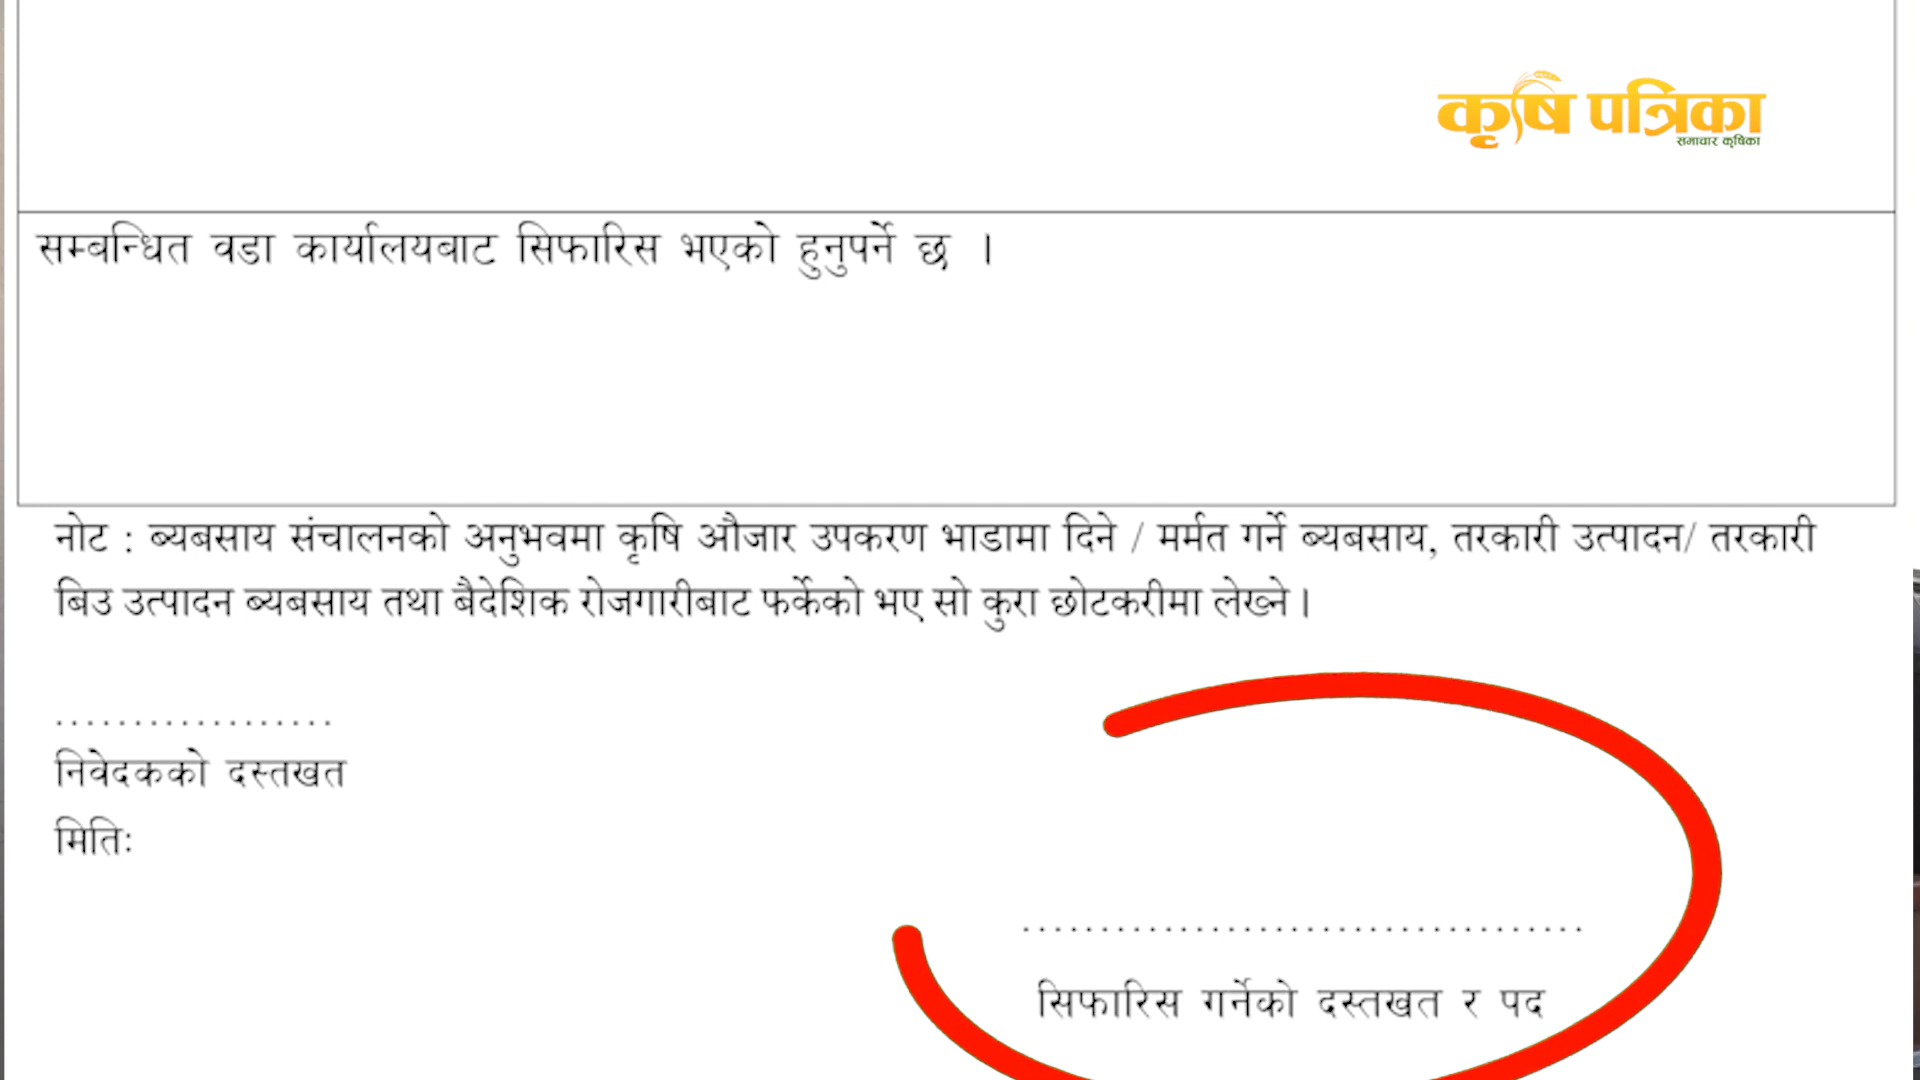 कृषि पत्रिका
समाचार कृषिका
सम्बन्धित वडा कार्यालयबाट सिफारिस भएको हुनुपर्ने छ ।
नोट : ब्यबसाय संचालनको अनुभवमा कृषि औजार उपकरण भाडामा दिने / मर्मत गर्ने ब्यबसाय, तरकारी उत्पादन/ तरकारी
बिउ उत्पादन ब्यबसाय तथा बैदेशिक रोजगारीबाट फर्केको भए सो कुरा छोटकरीमा लेख्ने।
..................
निवेदकको दस्तखत
मितिः
.....................................
सिफारिस गर्नेको दस्तखत र पद